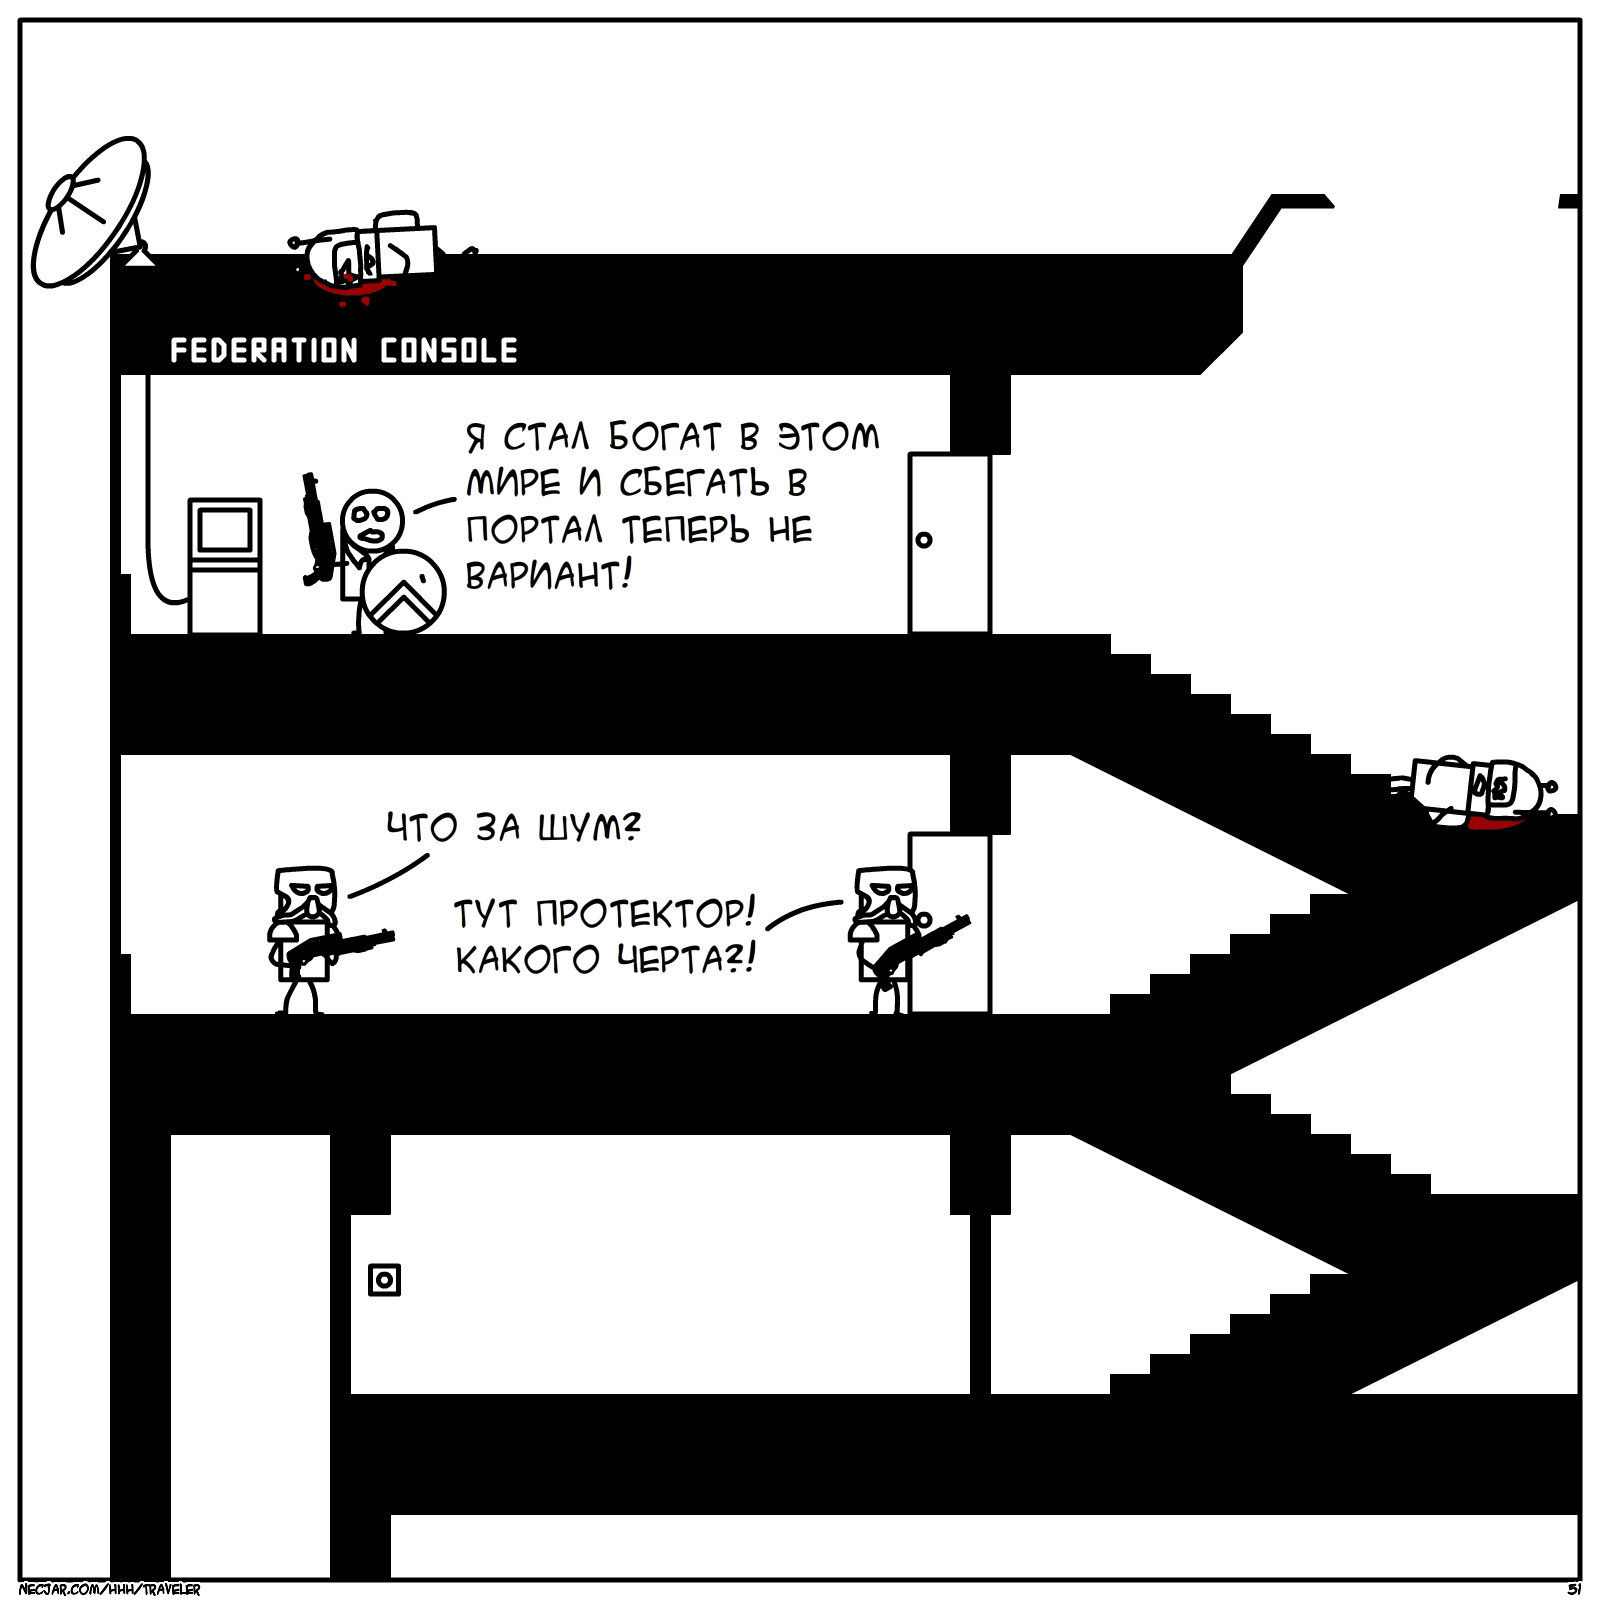 FEDERATION CONSOLE
Я СТАЛ БОГАТ В ЭТОМ
МИРЕ И СБЕГАТЬ В
ПОРТАЛ ТЕПЕРЬ НЕ
ВАРИАНТ!
ЧТО ЗА ШУМ?
ТУТ ПРОТЕКТОР!
КАКОГО ЧЕРТА?!
NECJAR.COM/HHH/TRAVELER
51